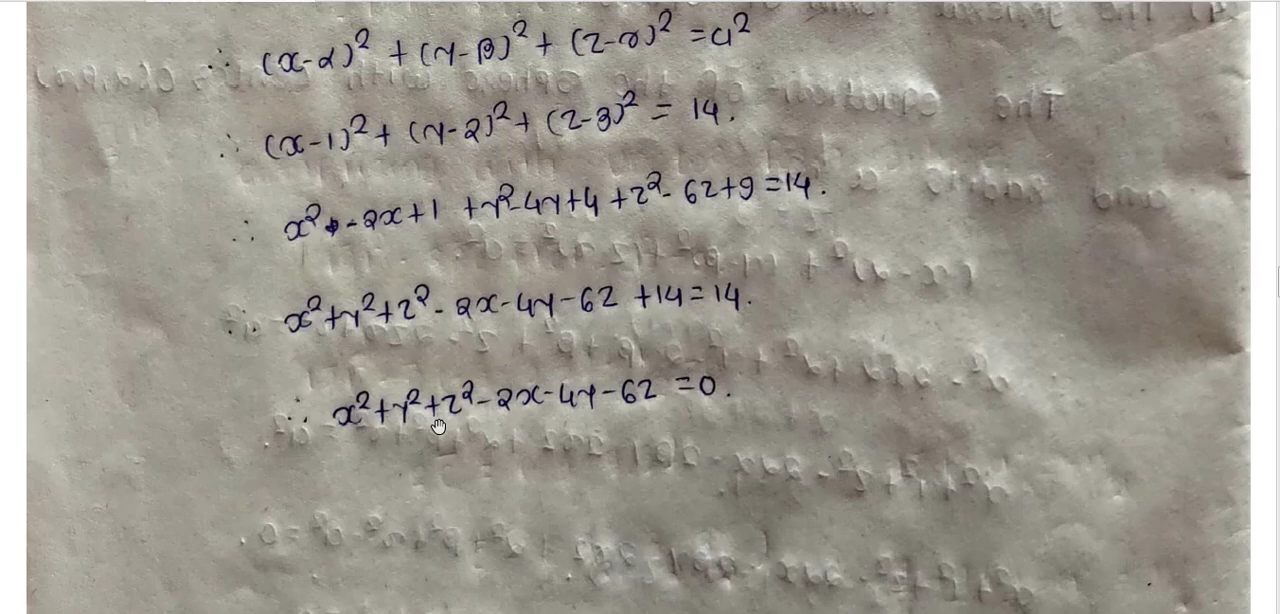 ∴ (x-α)² + (y-β)² + (z-γ)² = a²
∴ (x-1)² + (y-2)² + (z-3)² = 14.
∴ x² - 2x+1 + y²-4y+4 + z²- 6z+9 = 14.
∴ x²+y²+z² - 2x-4y-6z +14 = 14.
∴ x²+y²+z²-2x-4y-6z = 0.